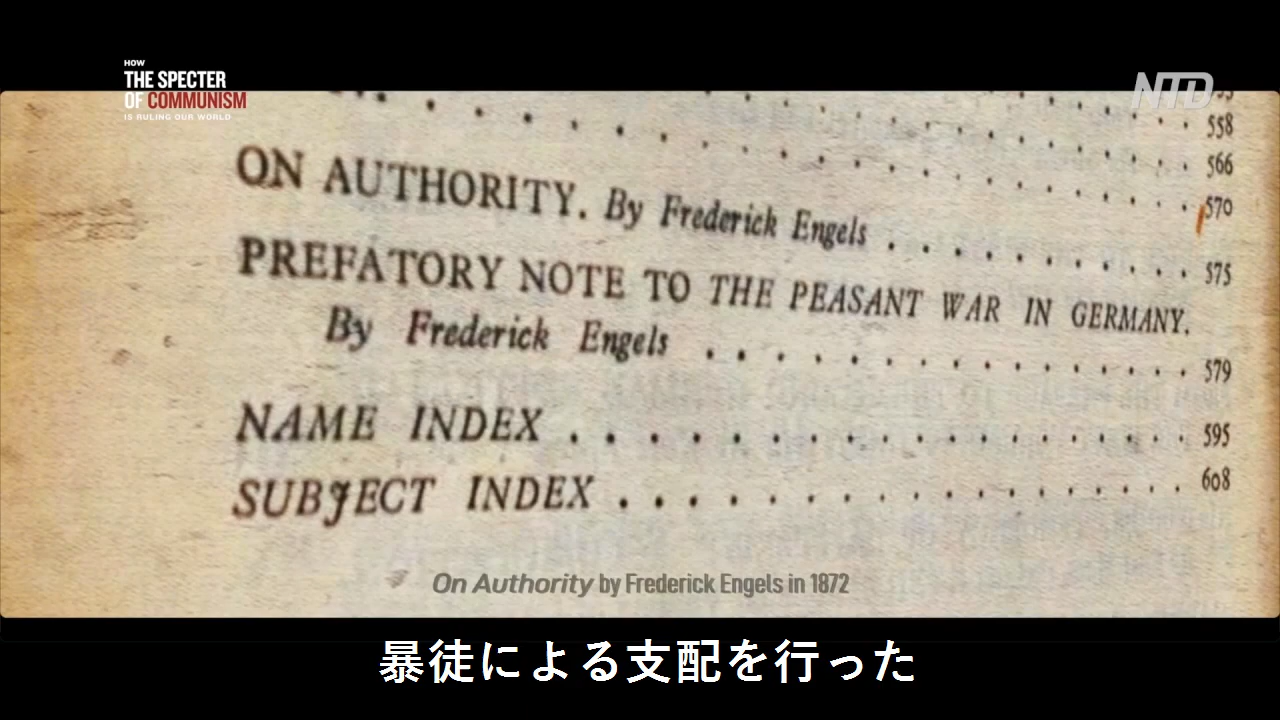 HOW
THE SPECTER
OF COMMUNISM
IS RULING OUR WORLD
NTD
558
566
570
ON AUTHORITY. By Frederick Engels . . . . . . . . . . . 575
PREFATORY NOTE TO THE PEASANT WAR IN GERMANY.
By Frederick Engels . . . . . . . . . . . . . . 579
NAME INDEX . . . . . . . . . . . . . . . . . 595
SUBJECT INDEX . . . . . . . . . . . . . . . . 608
On Authority by Frederick Engels in 1872
暴徒による支配を行った